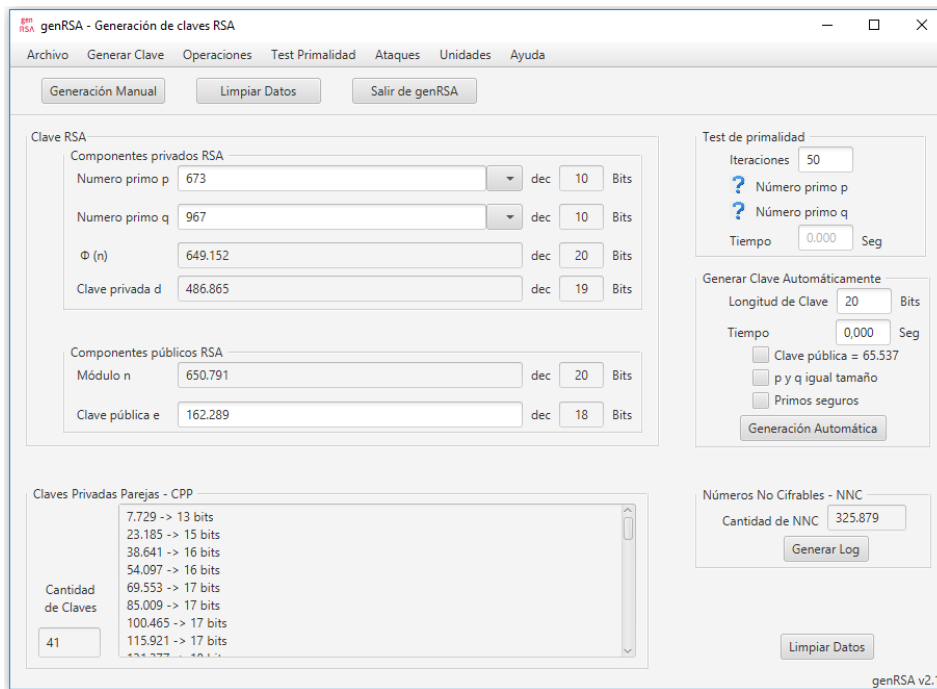 gen RSA genRSA - Generación de claves RSA
Archivo Generar Clave Operaciones Test Primalidad Ataques Unidades Ayuda
Generación Manual Limpiar Datos Salir de genRSA
Clave RSA
Componentes privados RSA
Numero primo p 673 dec 10 Bits
Numero primo q 967 dec 10 Bits
Φ (n) 649.152 dec 20 Bits
Clave privada d 486.865 dec 19 Bits
Componentes públicos RSA
Módulo n 650.791 dec 20 Bits
Clave pública e 162.289 dec 18 Bits
Test de primalidad
Iteraciones 50
? Número primo p
? Número primo q
Tiempo 0.000 Seg
Generar Clave Automáticamente
Longitud de Clave 20 Bits
Tiempo 0,000 Seg
Clave pública = 65.537
p y q igual tamaño
Primos seguros
Generación Automática
Claves Privadas Parejas - CPP
7.729 -> 13 bits
23.185 -> 15 bits
38.641 -> 16 bits
54.097 -> 16 bits
69.553 -> 17 bits
85.009 -> 17 bits
100.465 -> 17 bits
115.921 -> 17 bits
Cantidad
de Claves
41
Números No Cifrables - NNC
Cantidad de NNC 325.879
Generar Log
Limpiar Datos
genRSA v2.1